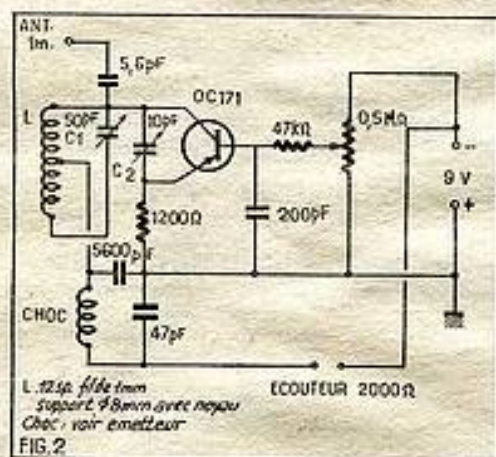 ANT.
1m.
5,6pF
OC171
L
50pF
C1
10pF
C2
47KΩ
0,5MΩ
-
9 V
+
1200Ω
200pF
5600pF
CHOC
47pF
L: 12 sp. fil de 1mm
support φ8mm avec noyau
Choc: voir emetteur
ECOUTEUR 2000Ω
FIG.2